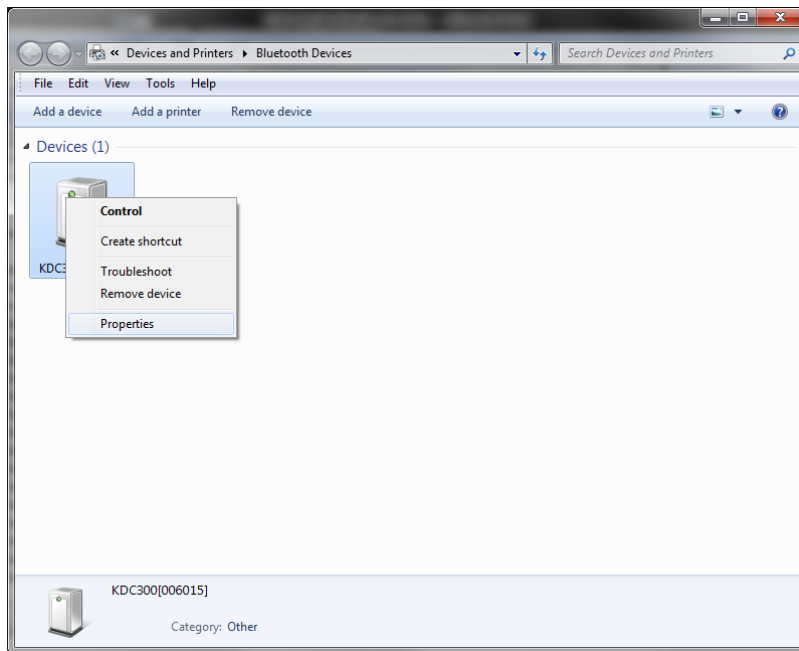 « Devices and Printers ▸ Bluetooth Devices Search Devices and Printers
File Edit View Tools Help
Add a device Add a printer Remove device
Devices (1)
KDC3
Control
Create shortcut
Troubleshoot
Remove device
Properties
KDC300[006015]
Category: Other